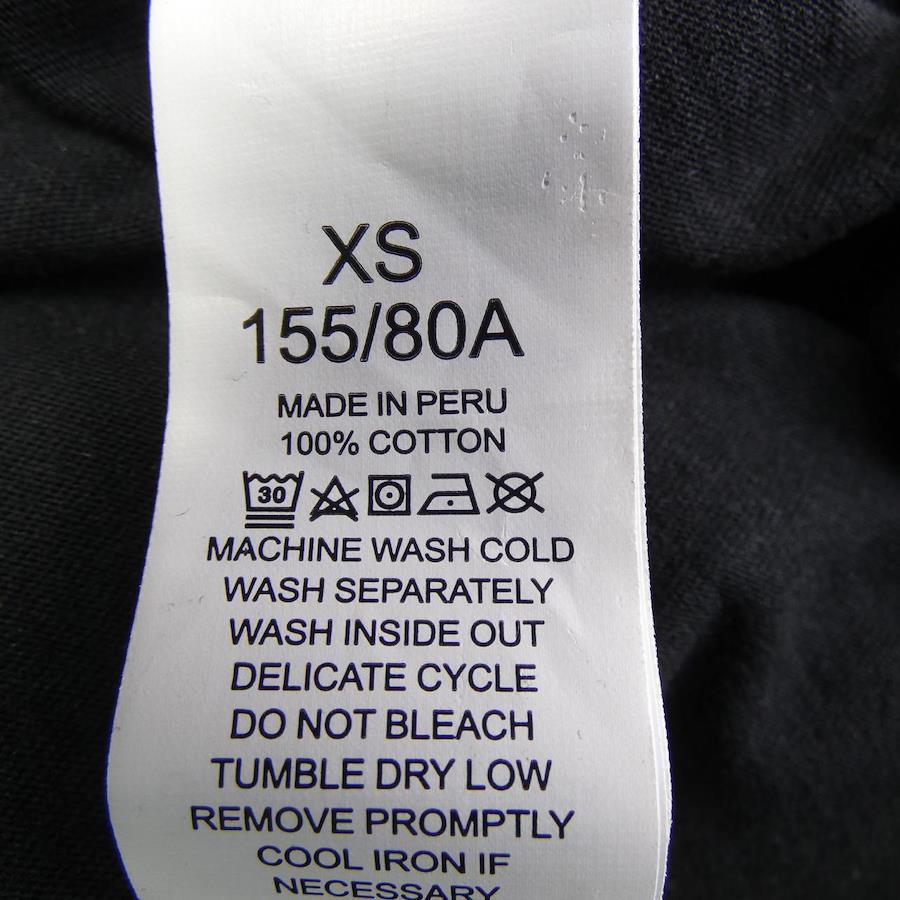 XS
155/80A
MADE IN PERU
100% COTTON
30
MACHINE WASH COLD
WASH SEPARATELY
WASH INSIDE OUT
DELICATE CYCLE
DO NOT BLEACH
TUMBLE DRY LOW
REMOVE PROMPTLY
COOL IRON IF
NECESSARY